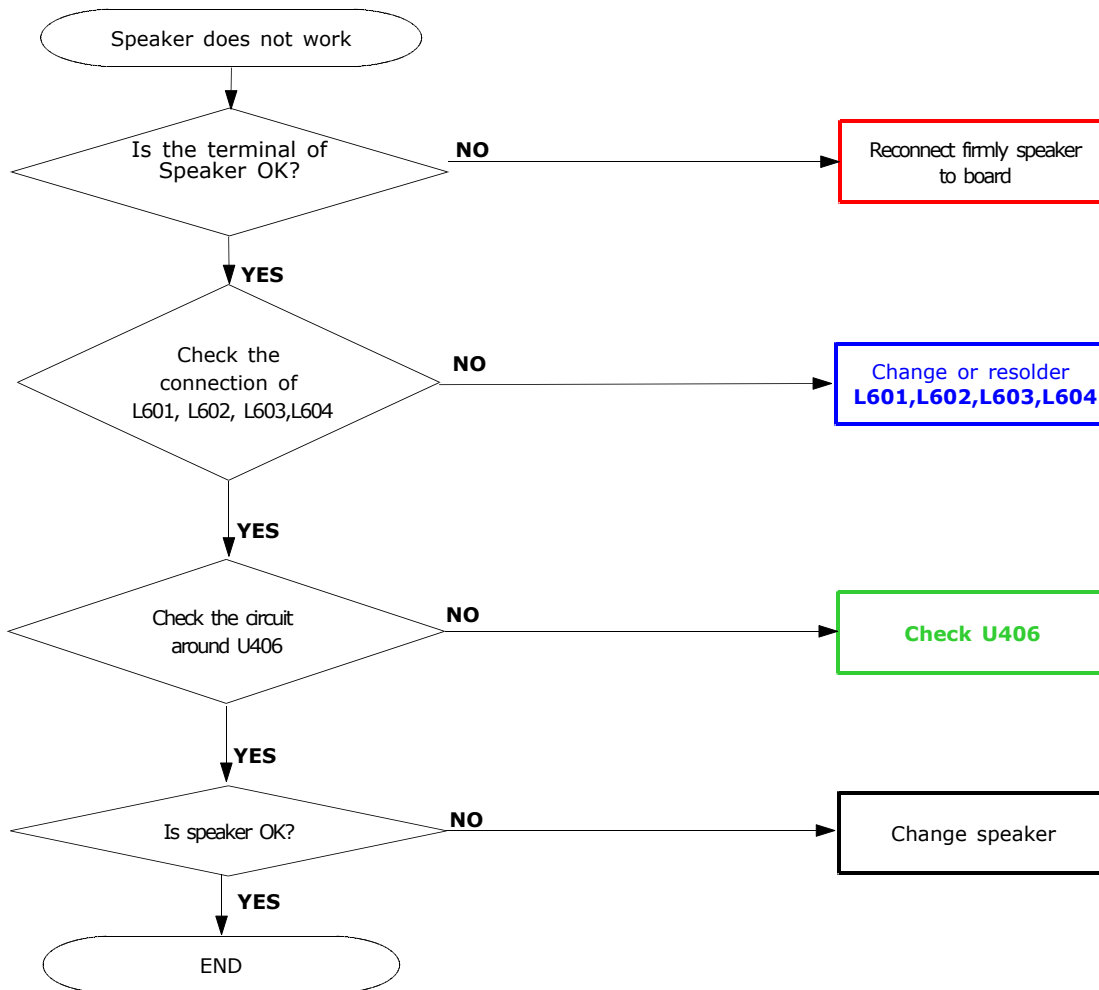 Speaker does not work
Is the terminal of
Speaker OK?
NO
Reconnect firmly speaker
to board
YES
Check the
connection of
L601, L602, L603,L604
NO
Change or resolder
L601,L602,L603,L604
YES
Check the circuit
around U406
NO
Check U406
YES
Is speaker OK?
NO
Change speaker
YES
END